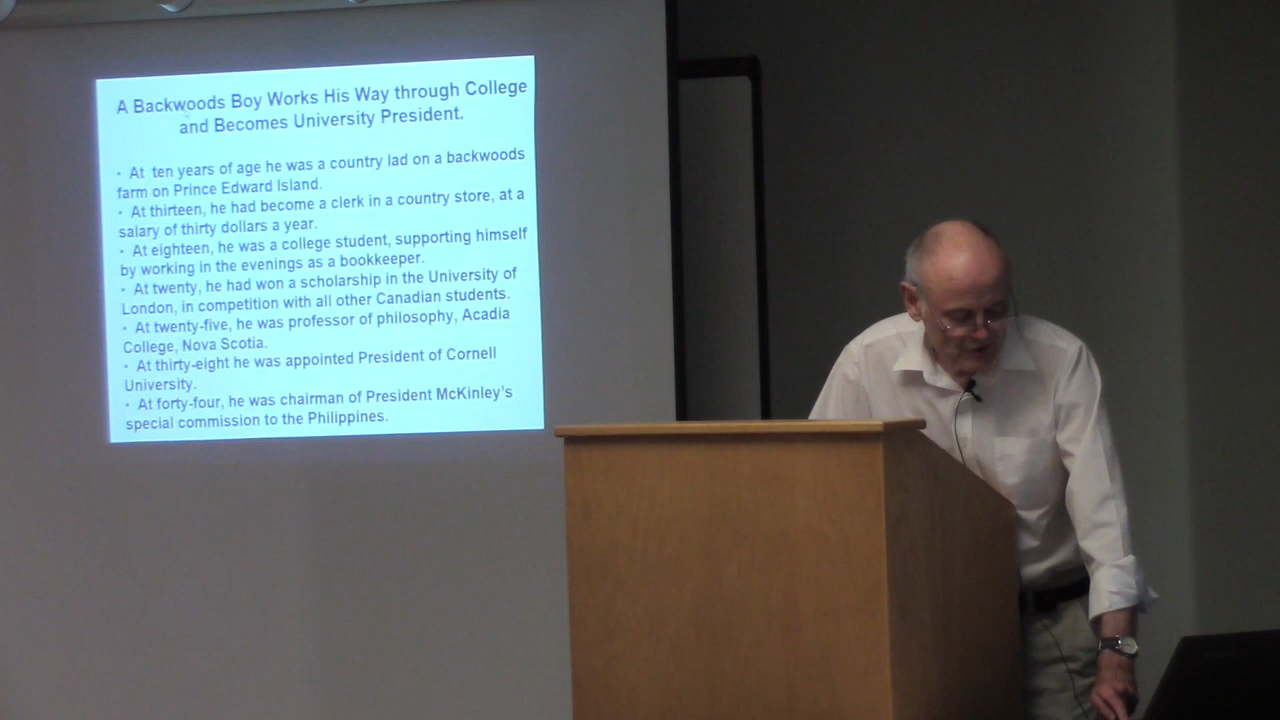 A Backwoods Boy Works His Way through College
and Becomes University President.
• At ten years of age he was a country lad on a backwoods
farm on Prince Edward Island.
• At thirteen, he had become a clerk in a country store, at a
salary of thirty dollars a year.
• At eighteen, he was a college student, supporting himself
by working in the evenings as a bookkeeper.
• At twenty, he had won a scholarship in the University of
London, in competition with all other Canadian students.
• At twenty-five, he was professor of philosophy, Acadia
College, Nova Scotia.
• At thirty-eight he was appointed President of Cornell
University.
• At forty-four, he was chairman of President McKinley's
special commission to the Philippines.